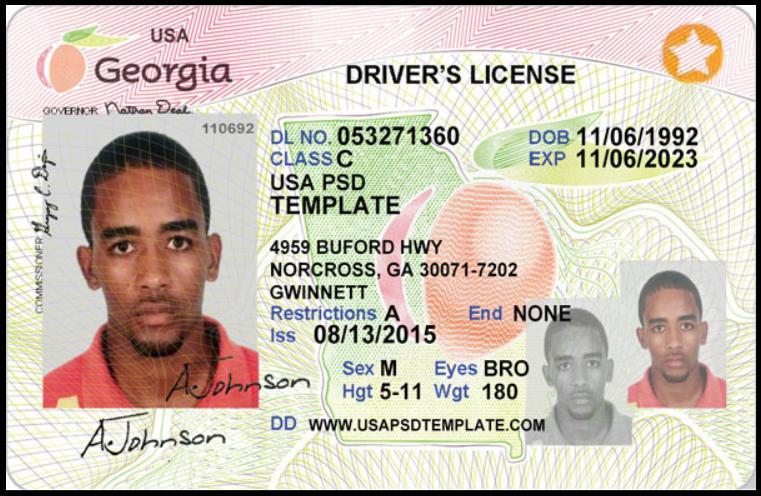 USA
Georgia
DRIVER'S LICENSE
GOVERNOR Nathan Deal
110692
COMMISSIONER
DL NO. 053271360
DOB 11/06/1992
CLASS C
EXP 11/06/2023
USA PSD
TEMPLATE
4959 BUFORD HWY
NORCROSS, GA 30071-7202
GWINNETT
Restrictions A End NONE
Iss 08/13/2015
Sex M Eyes BRO
Hgt 5-11 Wgt 180
A.Johnson
DD WWW.USAPSDTEMPLATE.COM
A.Johnson